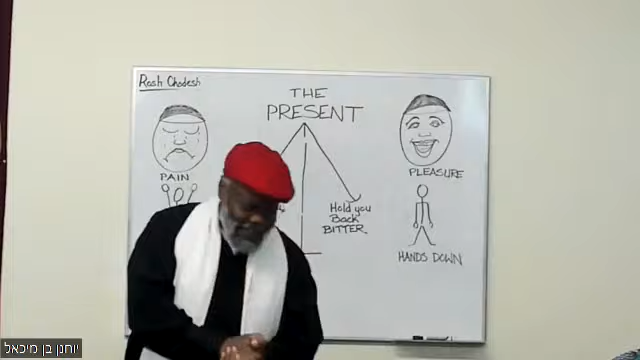 Rosh Chodesh
THE
PRESENT
PAIN
PLEASURE
Hold you
Back
BITTER
HANDS DOWN
יוחנן בן מיכאל